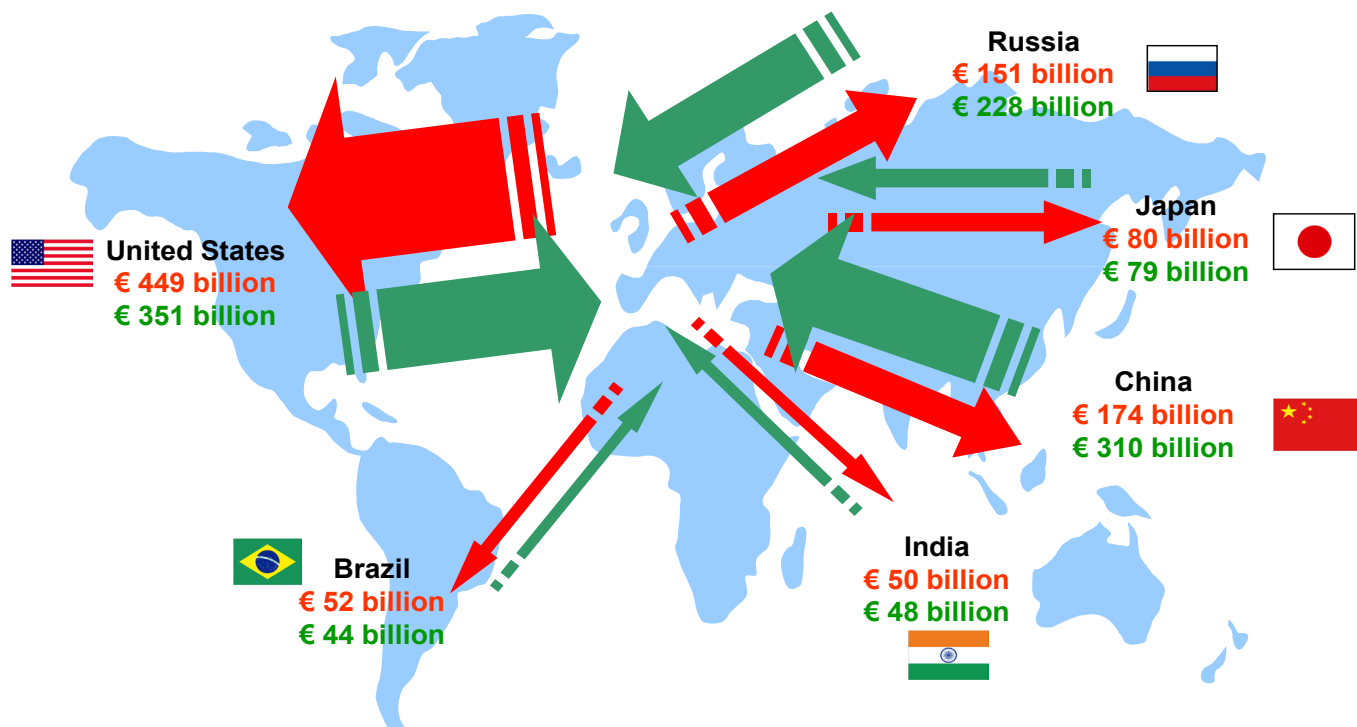 Russia
€ 151 billion
€ 228 billion
Japan
€ 80 billion
€ 79 billion
United States
€ 449 billion
€ 351 billion
China
€ 174 billion
€ 310 billion
India
€ 50 billion
€ 48 billion
Brazil
€ 52 billion
€ 44 billion